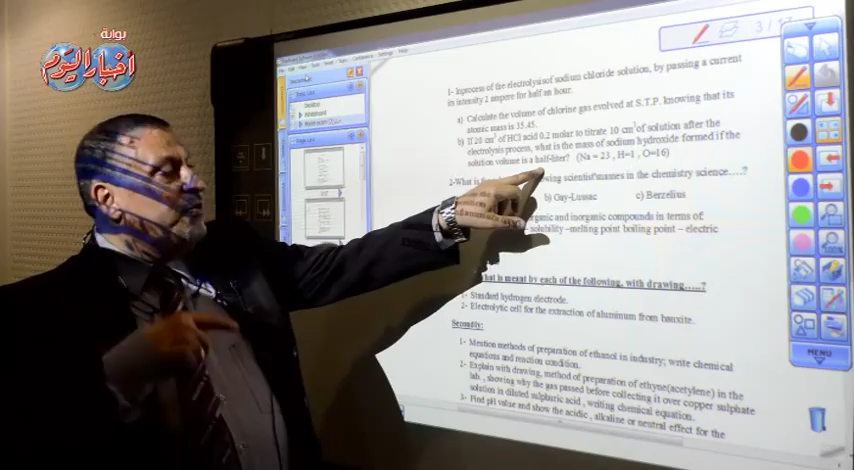 بوابة
أخبار اليوم
3/17
1- In process of the electrolysis of sodium chloride solution, by passing a current
its intensity 2 ampere for half an hour.
a) Calculate the volume of chlorine gas evolved at S.T.P. knowing that its
atomic mass is 35.45.
b) If 20 cm³ of HCl acid 0.2 molar to titrate 10 cm³ of solution after the
electrolysis process, what is the mass of sodium hydroxide formed if the
solution volume is a half-liter? (Na = 23 , H=1 , O=16)
2-What is the scientist's names in the chemistry science.....?
b) Gay-Lussac c) Berzelius
organic and inorganic compounds in terms of
solubility –melting point boiling point – electric
what is meant by each of the following, with drawing.....?
1- Standard hydrogen electrode.
2- Electrolytic cell for the extraction of aluminum from bauxite.
Secondly:
1- Mention methods of preparation of ethanol in industry; write chemical
equations and reaction condition.
2- Explain with drawing, method of preparation of ethyne(acetylene) in the
lab , showing why the gas passed before collecting it over copper sulphate
solution in diluted sulphuric acid , writing chemical equation.
3- Find pH value and show the acidic , alkaline or neutral effect for the
100%
MENU